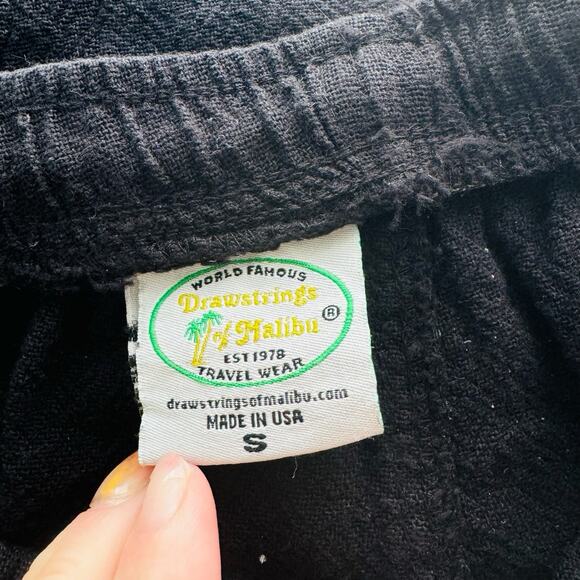 WORLD FAMOUS
Drawstrings
of Malibu ®
EST 1978
TRAVEL WEAR
drawstringsofmalibu.com
MADE IN USA
S